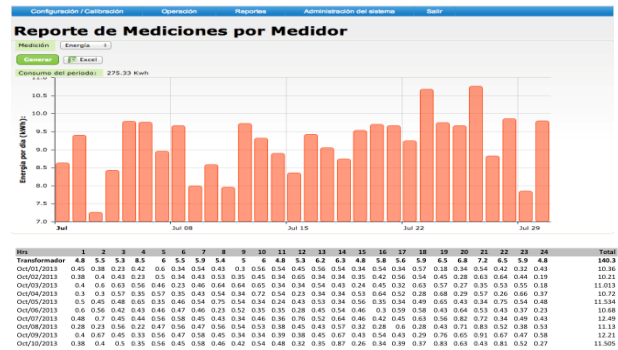 Configuración / Calibración Operación Reportes Administración del sistema Salir
Reporte de Mediciones por Medidor
Medición Energía
Generar Excel
Consumo del periodo: 275.33 Kwh
11.0
10.5
10.0
9.5
9.0
8.5
8.0
7.5
7.0
Energía por día (kWh):
Jul Jul 08 Jul 15 Jul 22 Jul 29
Hrs 1 2 3 4 5 6 7 8 9 10 11 12 13 14 15 16 17 18 19 20 21 22 23 24 Total
Transformador 4.8 5.5 5.3 8.5 6 5.5 5.9 5.4 5 6 4.8 5.3 6.2 6.3 4.8 5.8 5.6 5.9 6.5 6.8 7.2 6.5 5.9 4.8 140.3
Oct/01/2013 0.45 0.38 0.23 0.42 0.6 0.34 0.54 0.43 0.3 0.56 0.54 0.45 0.56 0.54 0.34 0.54 0.34 0.57 0.18 0.34 0.54 0.42 0.32 0.43 10.36
Oct/02/2013 0.38 0.4 0.43 0.23 0.5 0.34 0.43 0.53 0.35 0.45 0.34 0.65 0.34 0.34 0.35 0.42 0.56 0.54 0.45 0.28 0.63 0.64 0.44 0.19 10.21
Oct/03/2013 0.4 0.6 0.63 0.56 0.46 0.23 0.46 0.64 0.64 0.65 0.34 0.34 0.54 0.43 0.24 0.45 0.32 0.63 0.57 0.27 0.35 0.53 0.55 0.18 11.013
Oct/04/2013 0.3 0.3 0.57 0.35 0.57 0.35 0.43 0.54 0.34 0.72 0.54 0.23 0.34 0.34 0.53 0.64 0.52 0.28 0.68 0.29 0.57 0.26 0.66 0.37 10.72
Oct/05/2013 0.5 0.45 0.48 0.65 0.35 0.46 0.54 0.75 0.54 0.34 0.24 0.43 0.53 0.34 0.56 0.35 0.34 0.49 0.65 0.43 0.34 0.75 0.54 0.48 11.534
Oct/06/2013 0.6 0.56 0.42 0.43 0.46 0.47 0.46 0.23 0.52 0.35 0.35 0.28 0.45 0.54 0.46 0.3 0.59 0.58 0.43 0.64 0.53 0.43 0.37 0.23 10.68
Oct/07/2013 0.48 0.7 0.45 0.44 0.56 0.58 0.45 0.43 0.34 0.46 0.36 0.76 0.52 0.64 0.46 0.42 0.45 0.63 0.56 0.82 0.72 0.34 0.49 0.43 12.49
Oct/08/2013 0.28 0.23 0.56 0.22 0.47 0.56 0.47 0.56 0.54 0.53 0.38 0.45 0.43 0.57 0.32 0.28 0.6 0.28 0.43 0.71 0.83 0.52 0.38 0.53 11.13
Oct/09/2013 0.4 0.67 0.45 0.33 0.56 0.47 0.58 0.45 0.34 0.34 0.39 0.38 0.45 0.67 0.43 0.54 0.43 0.29 0.76 0.65 0.91 0.67 0.47 0.58 12.21
Oct/10/2013 0.38 0.4 0.5 0.35 0.56 0.45 0.58 0.46 0.42 0.54 0.48 0.32 0.35 0.87 0.26 0.34 0.39 0.37 0.83 0.63 0.43 0.81 0.52 0.27 11.505